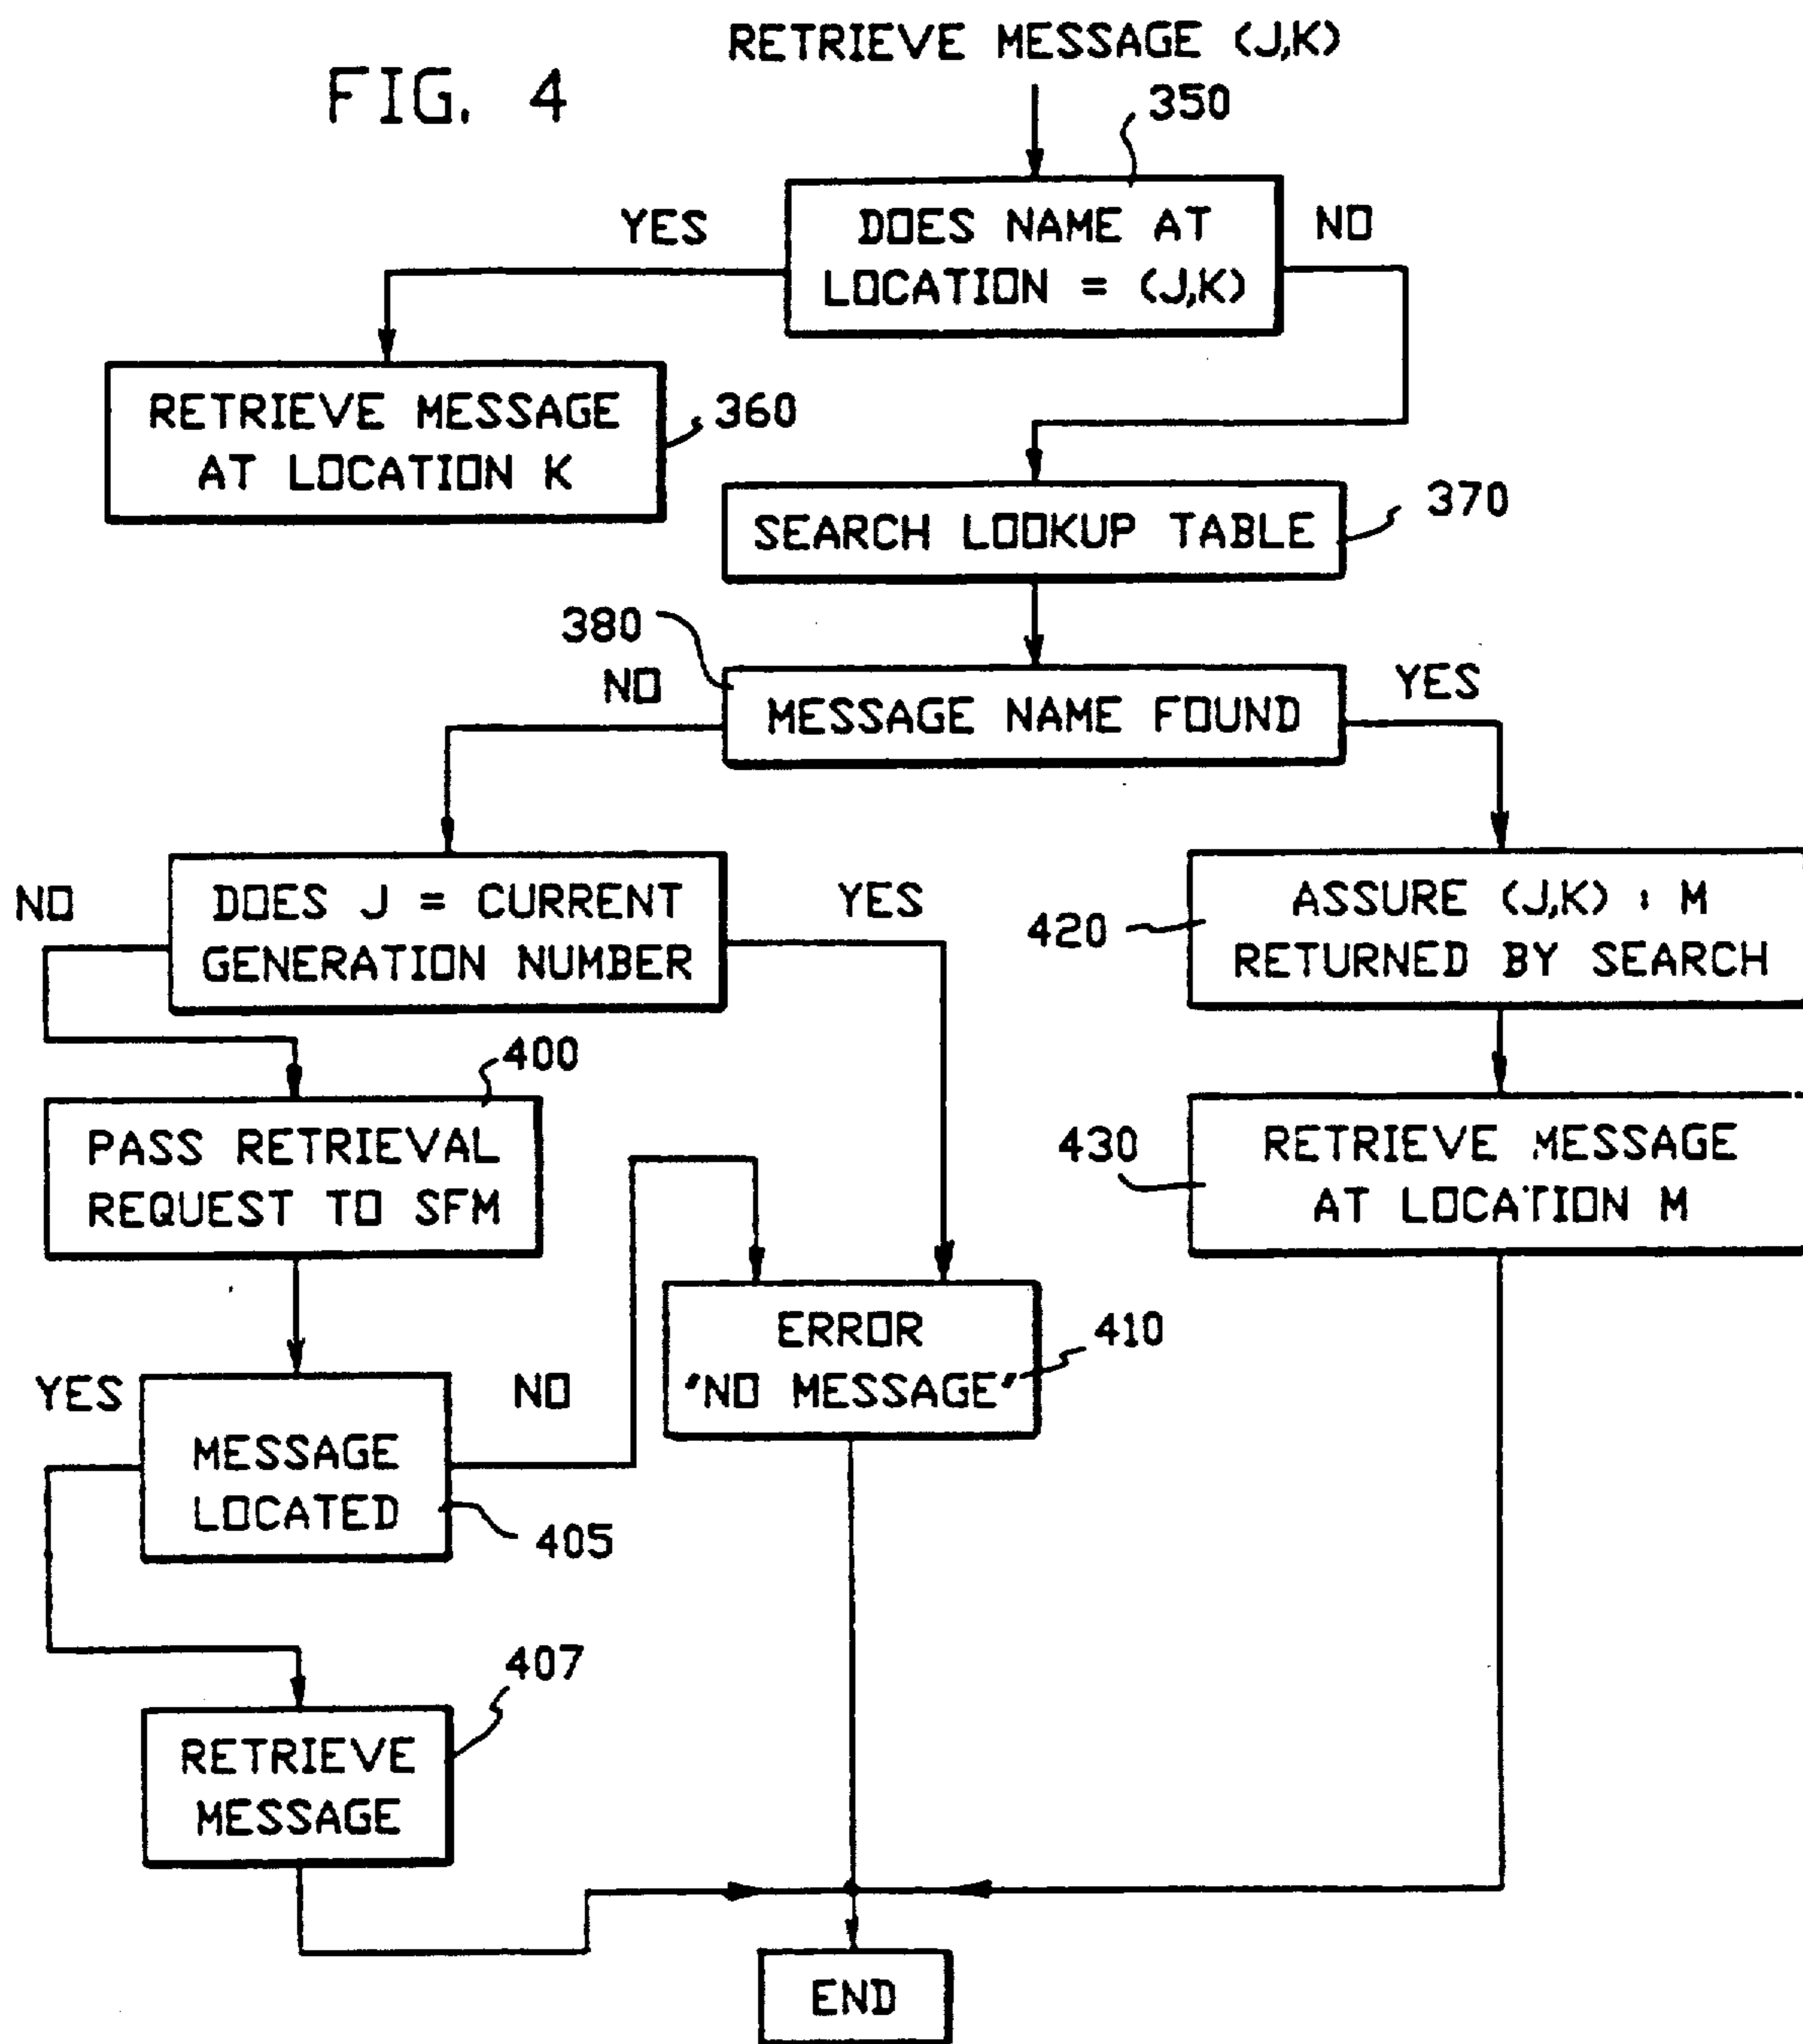 RETRIEVE MESSAGE (J,K)
FIG. 4
350
YES
DOES NAME AT
LOCATION = (J,K)
NO
RETRIEVE MESSAGE
AT LOCATION K
360
SEARCH LOOKUP TABLE
370
380
NO
MESSAGE NAME FOUND
YES
NO
DOES J = CURRENT
GENERATION NUMBER
YES
420
ASSURE (J,K) : M
RETURNED BY SEARCH
400
PASS RETRIEVAL
REQUEST TO SFM
430
RETRIEVE MESSAGE
AT LOCATION M
ERROR
"NO MESSAGE"
410
YES
NO
MESSAGE
LOCATED
405
407
RETRIEVE
MESSAGE
END